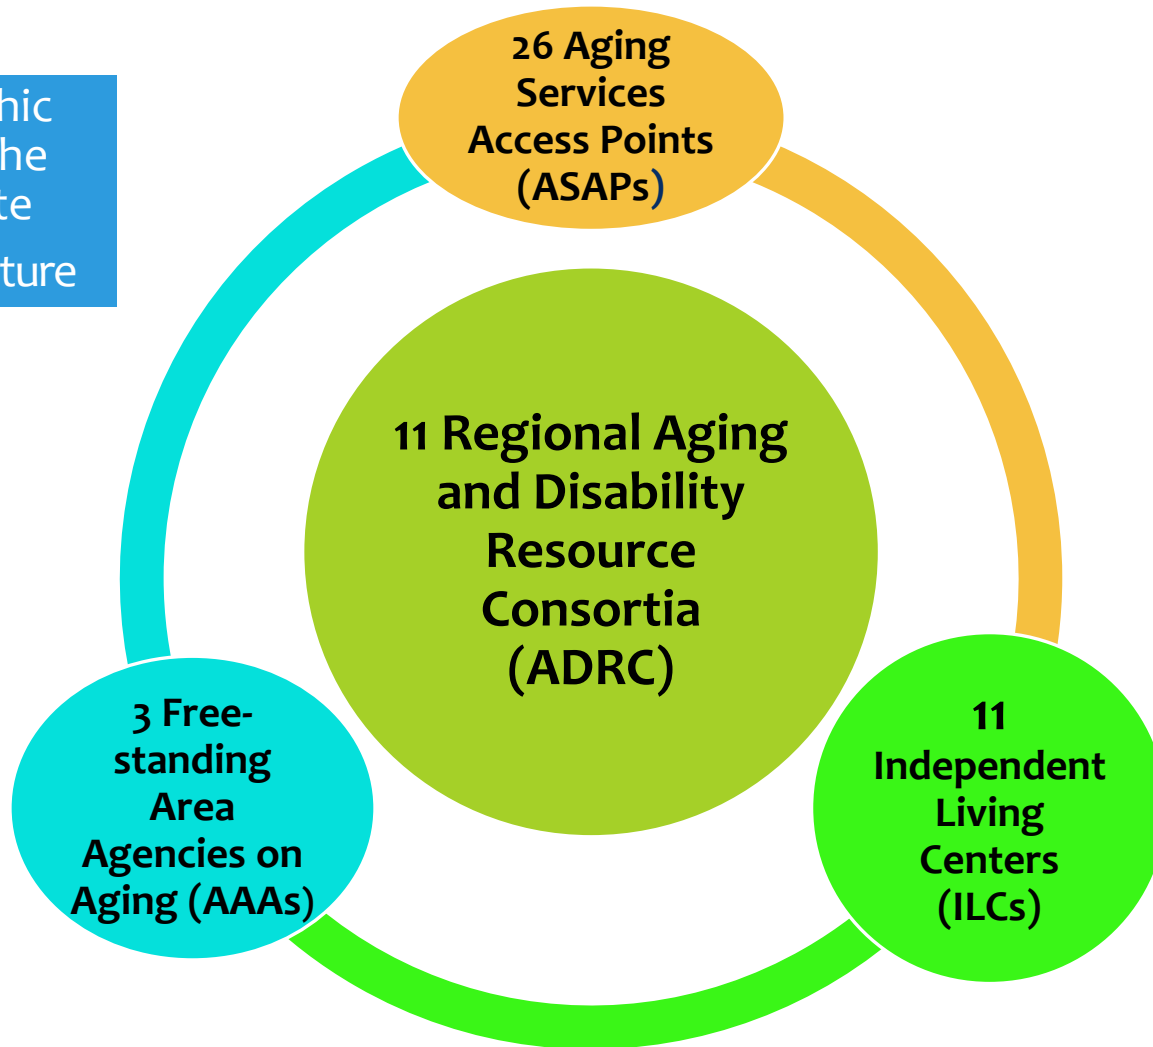 26 Aging
Services
Access Points
(ASAPs)
hic
he
te
ture
11 Regional Aging
and Disability
Resource
Consortia
(ADRC)
3 Free-
standing
Area
Agencies on
Aging (AAAs)
11
Independent
Living
Centers
(ILCs)